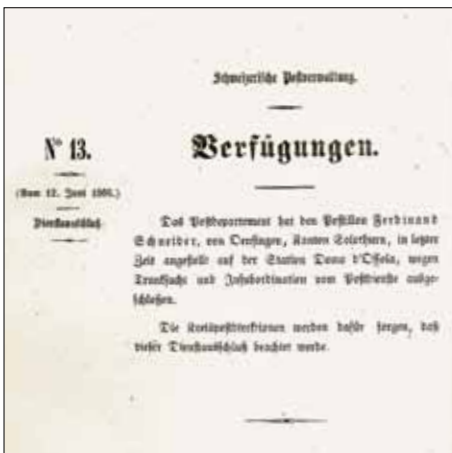 Schweizerische Postverwaltung.
Nº 13.
Verfügungen.
(Vom 12. Juni)
Dienstausschluß.
Das Postdepartement hat den Postillon Ferdinand
Schneider, von Oensingen, Kanton Solothurn, in letzter
Zeit angestellt auf der Station Domo d'Ossola, wegen
Trunksucht und Insubordination vom Postdienste ausge-
schlossen.
Die Kreispostdirektionen werden dafür sorgen, daß
dieser Dienstausschluß beachtet werde.